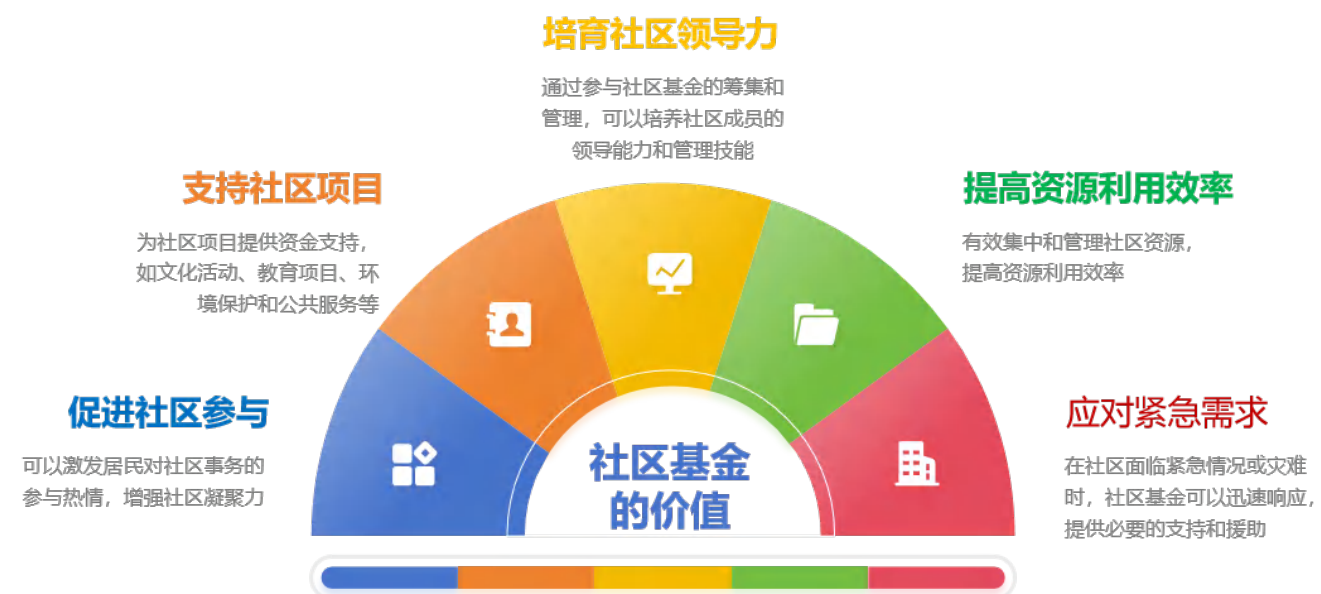 培育社区领导力
通过参与社区基金的筹集和
管理，可以培养社区成员的
领导能力和管理技能
支持社区项目
为社区项目提供资金支持，
如文化活动、教育项目、环
境保护和公共服务等
提高资源利用效率
有效集中和管理社区资源，
提高资源利用效率
促进社区参与
可以激发居民对社区事务的
参与热情，增强社区凝聚力
社区基金
的价值
应对紧急需求
在社区面临紧急情况或灾难
时，社区基金可以迅速响应，
提供必要的支持和援助